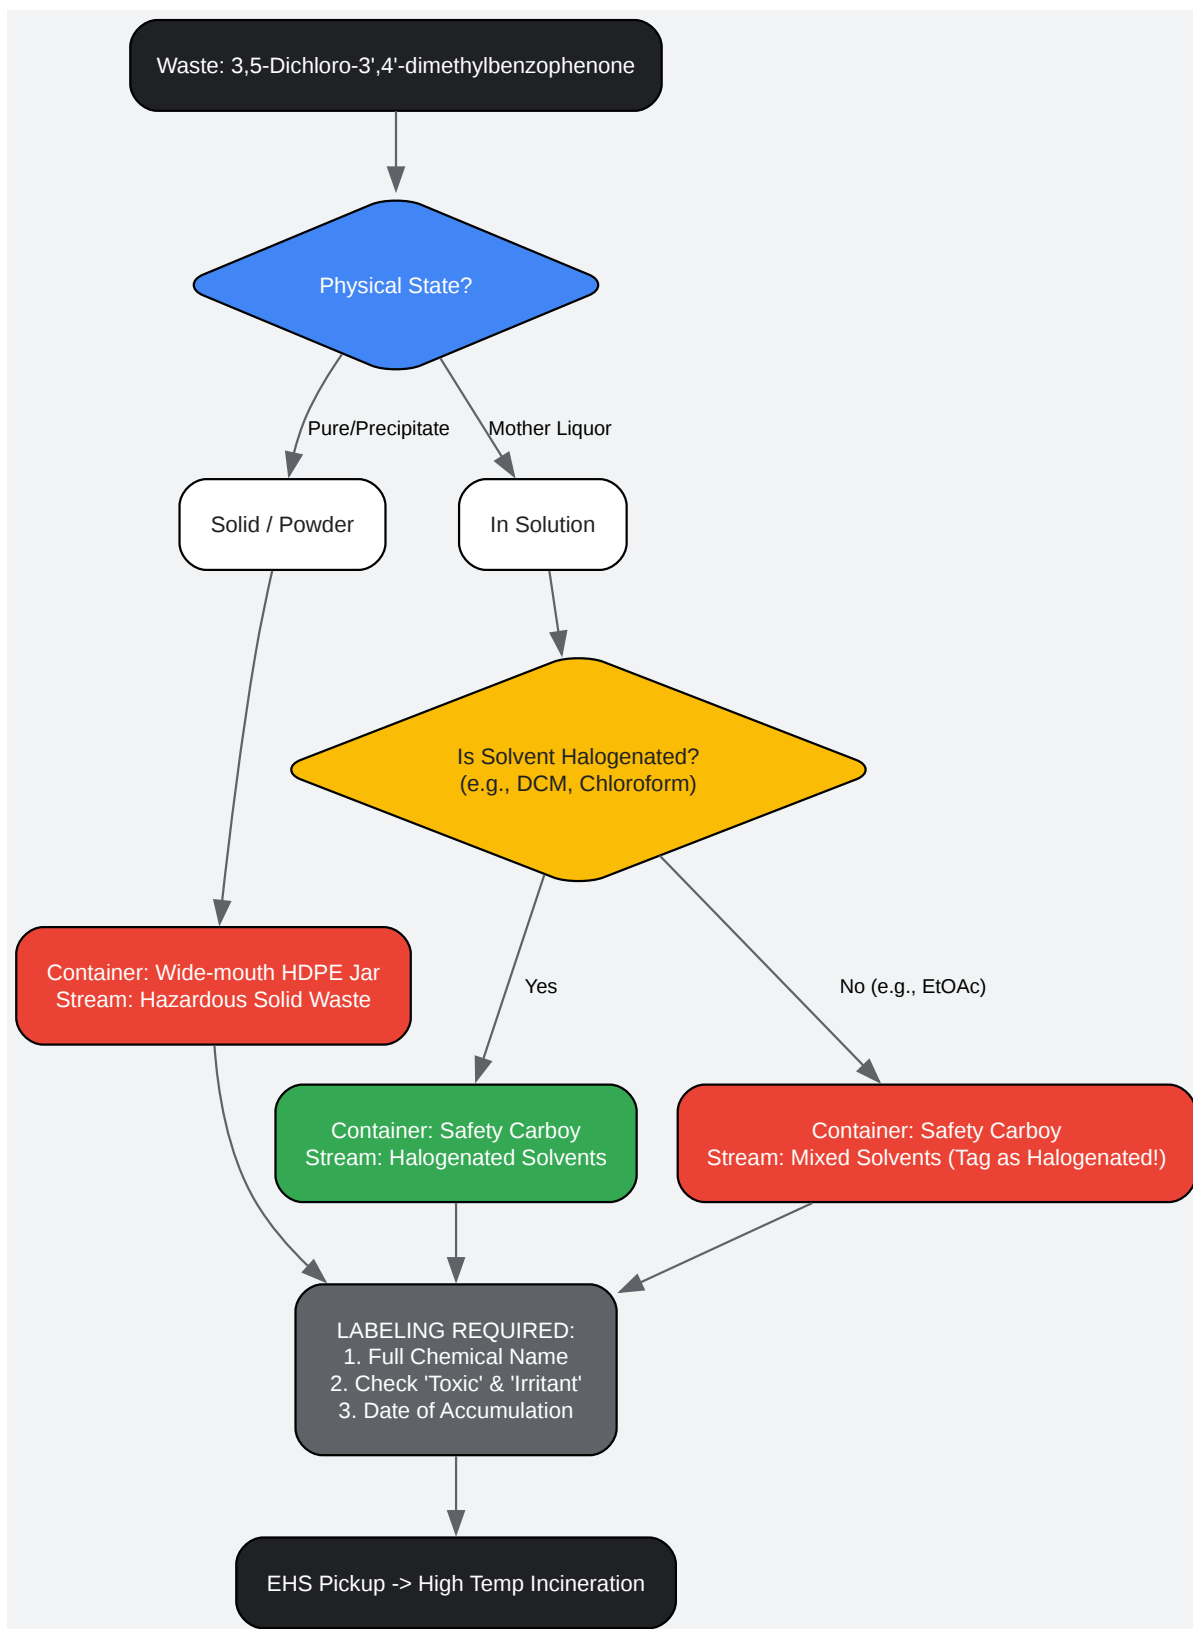 Waste: 3,5-Dichloro-3',4'-dimethylbenzophenone
Physical State?
Pure/Precipitate
Mother Liquor
Solid / Powder
In Solution
Is Solvent Halogenated?
(e.g., DCM, Chloroform)
Container: Wide-mouth HDPE Jar
Stream: Hazardous Solid Waste
Yes
No (e.g., EtOAc)
Container: Safety Carboy
Stream: Halogenated Solvents
Container: Safety Carboy
Stream: Mixed Solvents (Tag as Halogenated!)
LABELING REQUIRED:
1. Full Chemical Name
2. Check 'Toxic' & 'Irritant'
3. Date of Accumulation
EHS Pickup -> High Temp Incineration